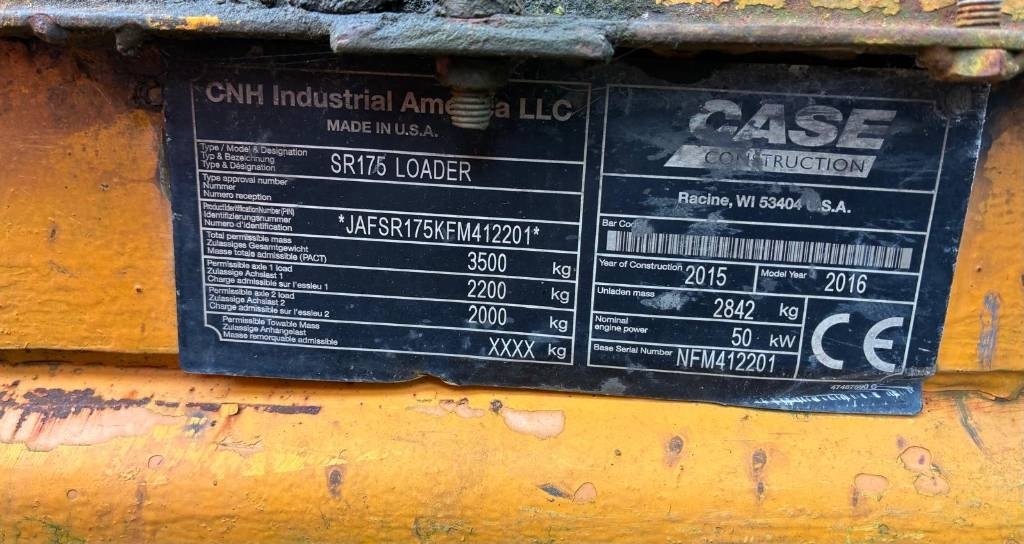 CNH Industrial America LLC
MADE IN U.S.A.
Type / Model & Designation
Typ & Bezeichnung
Type & Désignation
SR175 LOADER
Type approval number
Nummer
Numero reception
Product Identification Number (PIN)
Identifizierungsnummer
Numero d'identification
*JAFSR175KFM412201*
Total permissible mass
Zulassiges Gesamtgewicht
Masse totale admissible (PACT)
3500 kg
Permissible axle 1 load
Zulassige Achslast 1
Charge admissible sur l'essieu 1
2200 kg
Permissible axle 2 load
Zulassige Achslast 2
Charge admissible sur l'essieu 2
2000 kg
Permissible Towable Mass
Zulassige Anhangelast
Masse remorquable admissible
XXXX kg
CASE
CONSTRUCTION
Racine, WI 53404 U.S.A.
Bar Code
Year of Construction 2015
Model Year 2016
Unladen mass
2842 kg
Nominal
engine power
50 kW
Base Serial Number NFM412201
CE